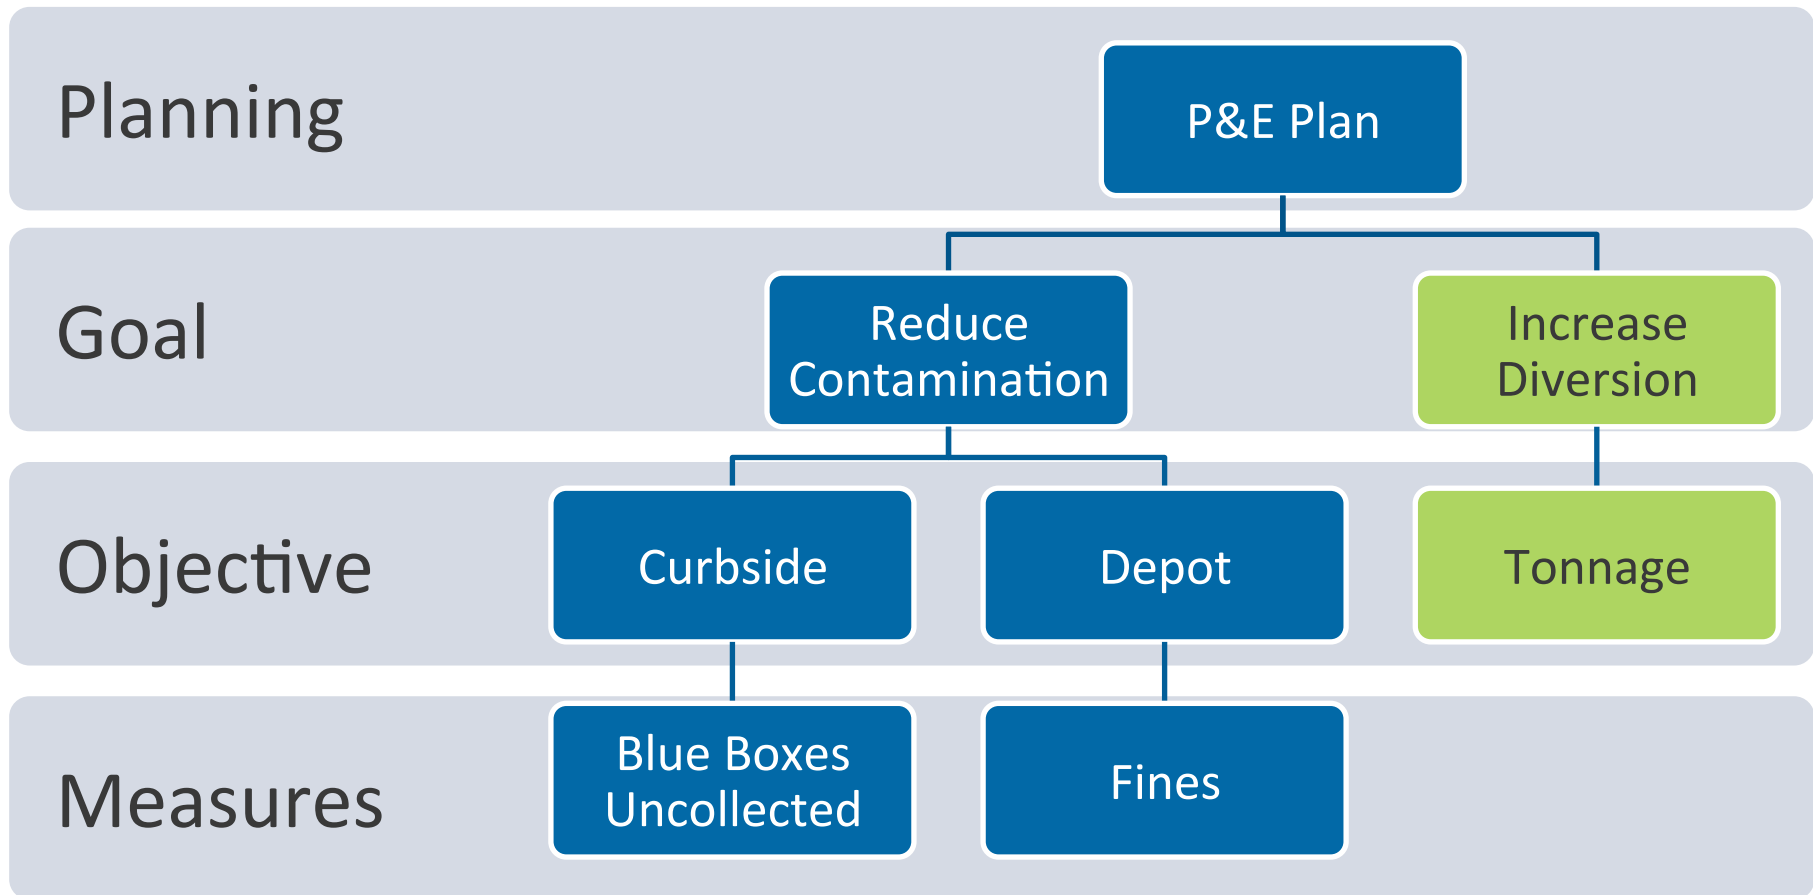 Planning
P&E Plan
Goal
Reduce
Contamination
Increase
Diversion
Objective
Curbside
Depot
Tonnage
Measures
Blue Boxes
Uncollected
Fines